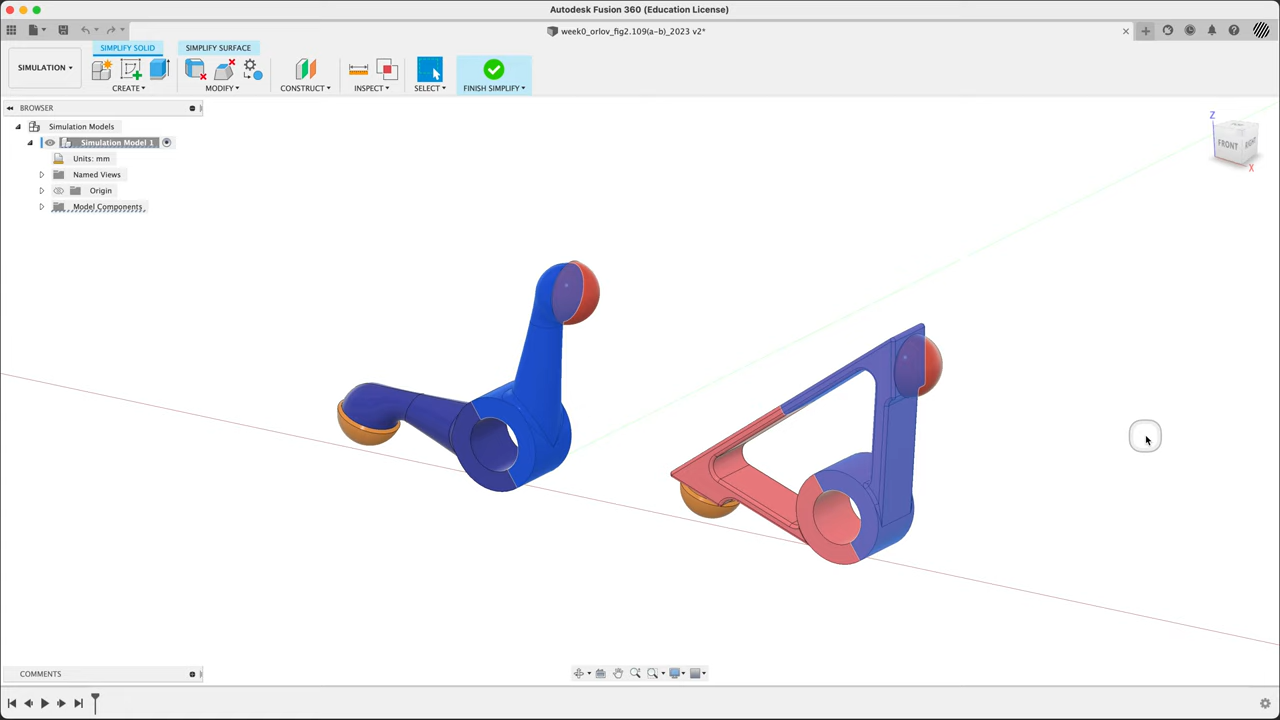 Autodesk Fusion 360 (Education License)
week0_orlov_fig2.109(a-b)_2023 v2*
SIMPLIFY SOLID
SIMPLIFY SURFACE
SIMULATION
CREATE
MODIFY
CONSTRUCT
INSPECT
SELECT
FINISH SIMPLIFY
BROWSER
Simulation Models
Simulation Model 1
Units: mm
Named Views
Origin
Model Components
Z
FRONT
RIGHT
X
COMMENTS